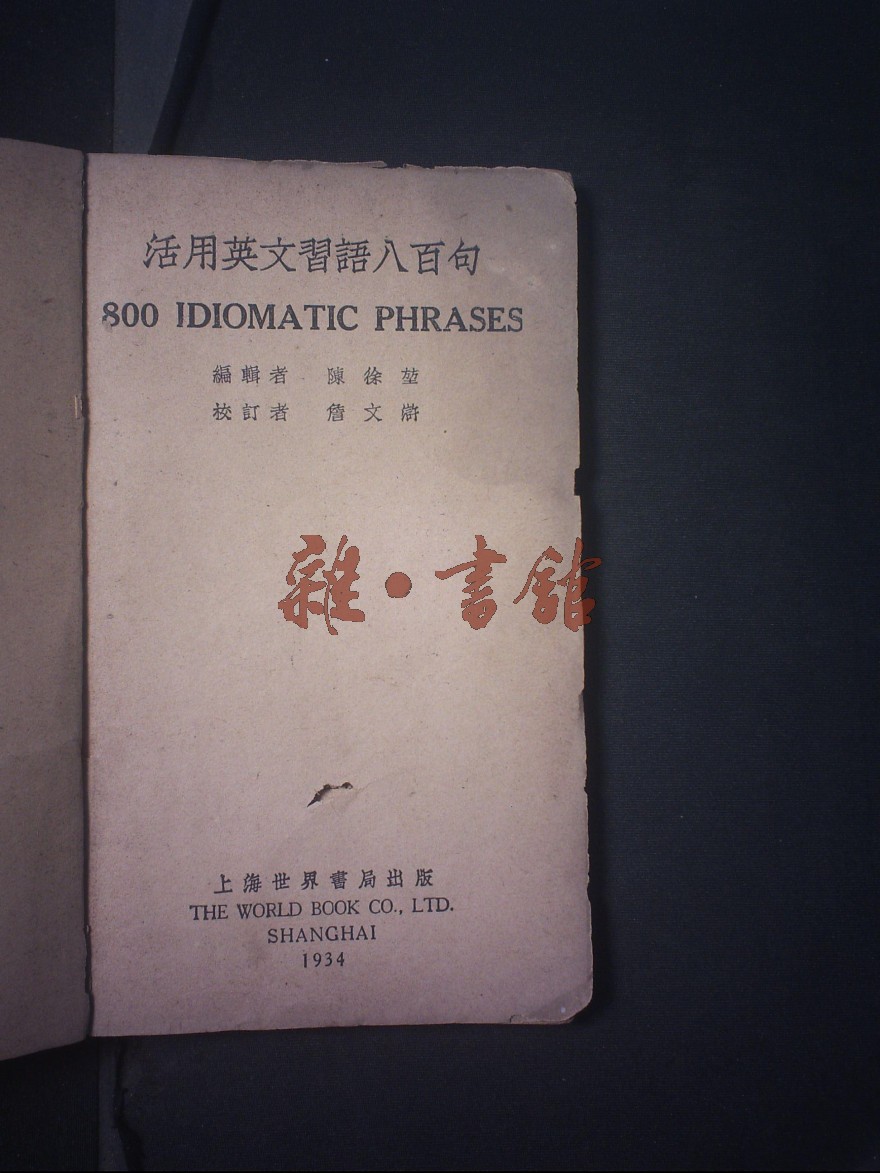 活用英文習語八百句
800 IDIOMATIC PHRASES
編輯者 陳徐堃
校訂者 詹文滸
雜·書館
上海世界書局出版
THE WORLD BOOK CO., LTD.
SHANGHAI
1934